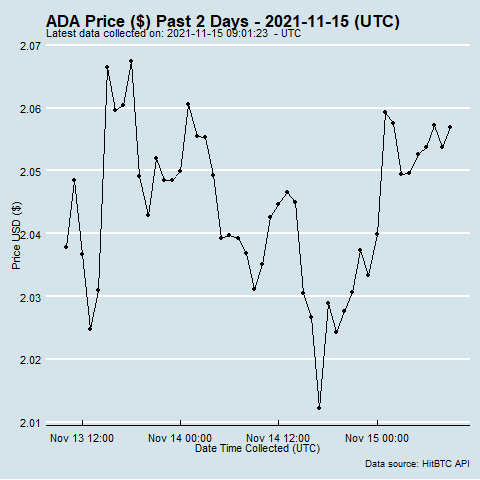 ADA Price ($) Past 2 Days - 2021-11-15 (UTC)
Latest data collected on: 2021-11-15 09:01:23  - UTC
2.07
2.06
2.05
2.04
2.03
2.02
2.01
Price USD ($)
Nov 13 12:00 Nov 14 00:00 Nov 14 12:00 Nov 15 00:00
Date Time Collected (UTC)
Data source: HitBTC API